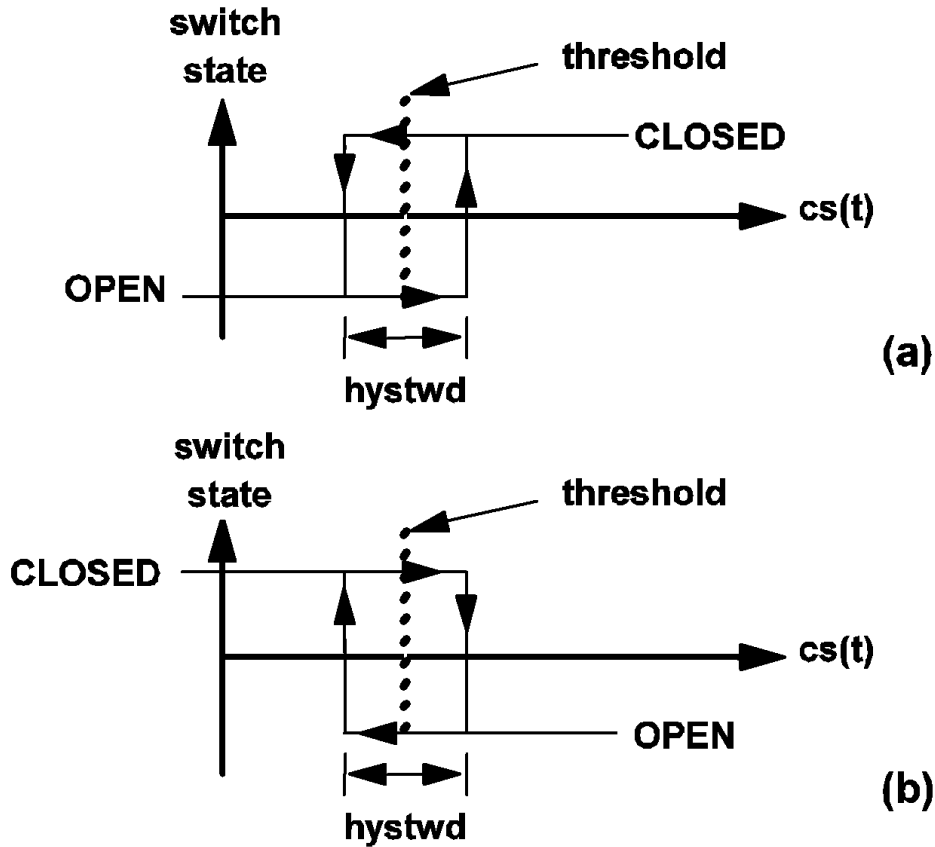 switch
state
threshold
CLOSED
cs(t)
OPEN
(a)
hystwd
switch
state
threshold
CLOSED
cs(t)
OPEN
(b)
hystwd